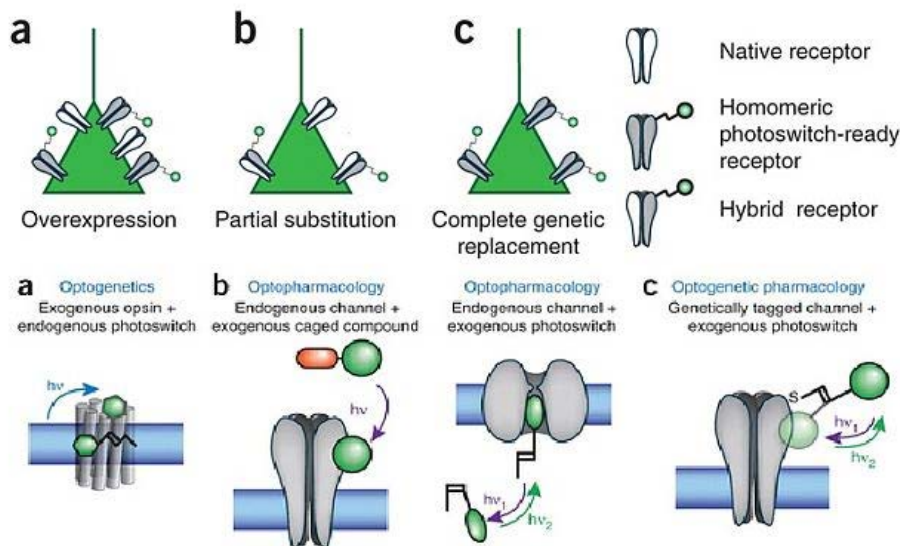 a
b
c
Native receptor
Homomeric
photoswitch-ready
receptor
Hybrid receptor
Overexpression
Partial substitution
Complete genetic
replacement
a
Optogenetics
Exogenous opsin +
endogenous photoswitch
hν
b
Optopharmacology
Endogenous channel +
exogenous caged compound
hν
Optopharmacology
Endogenous channel +
exogenous photoswitch
hν1
hν2
c
Optogenetic pharmacology
Genetically tagged channel +
exogenous photoswitch
S
hν1
hν2